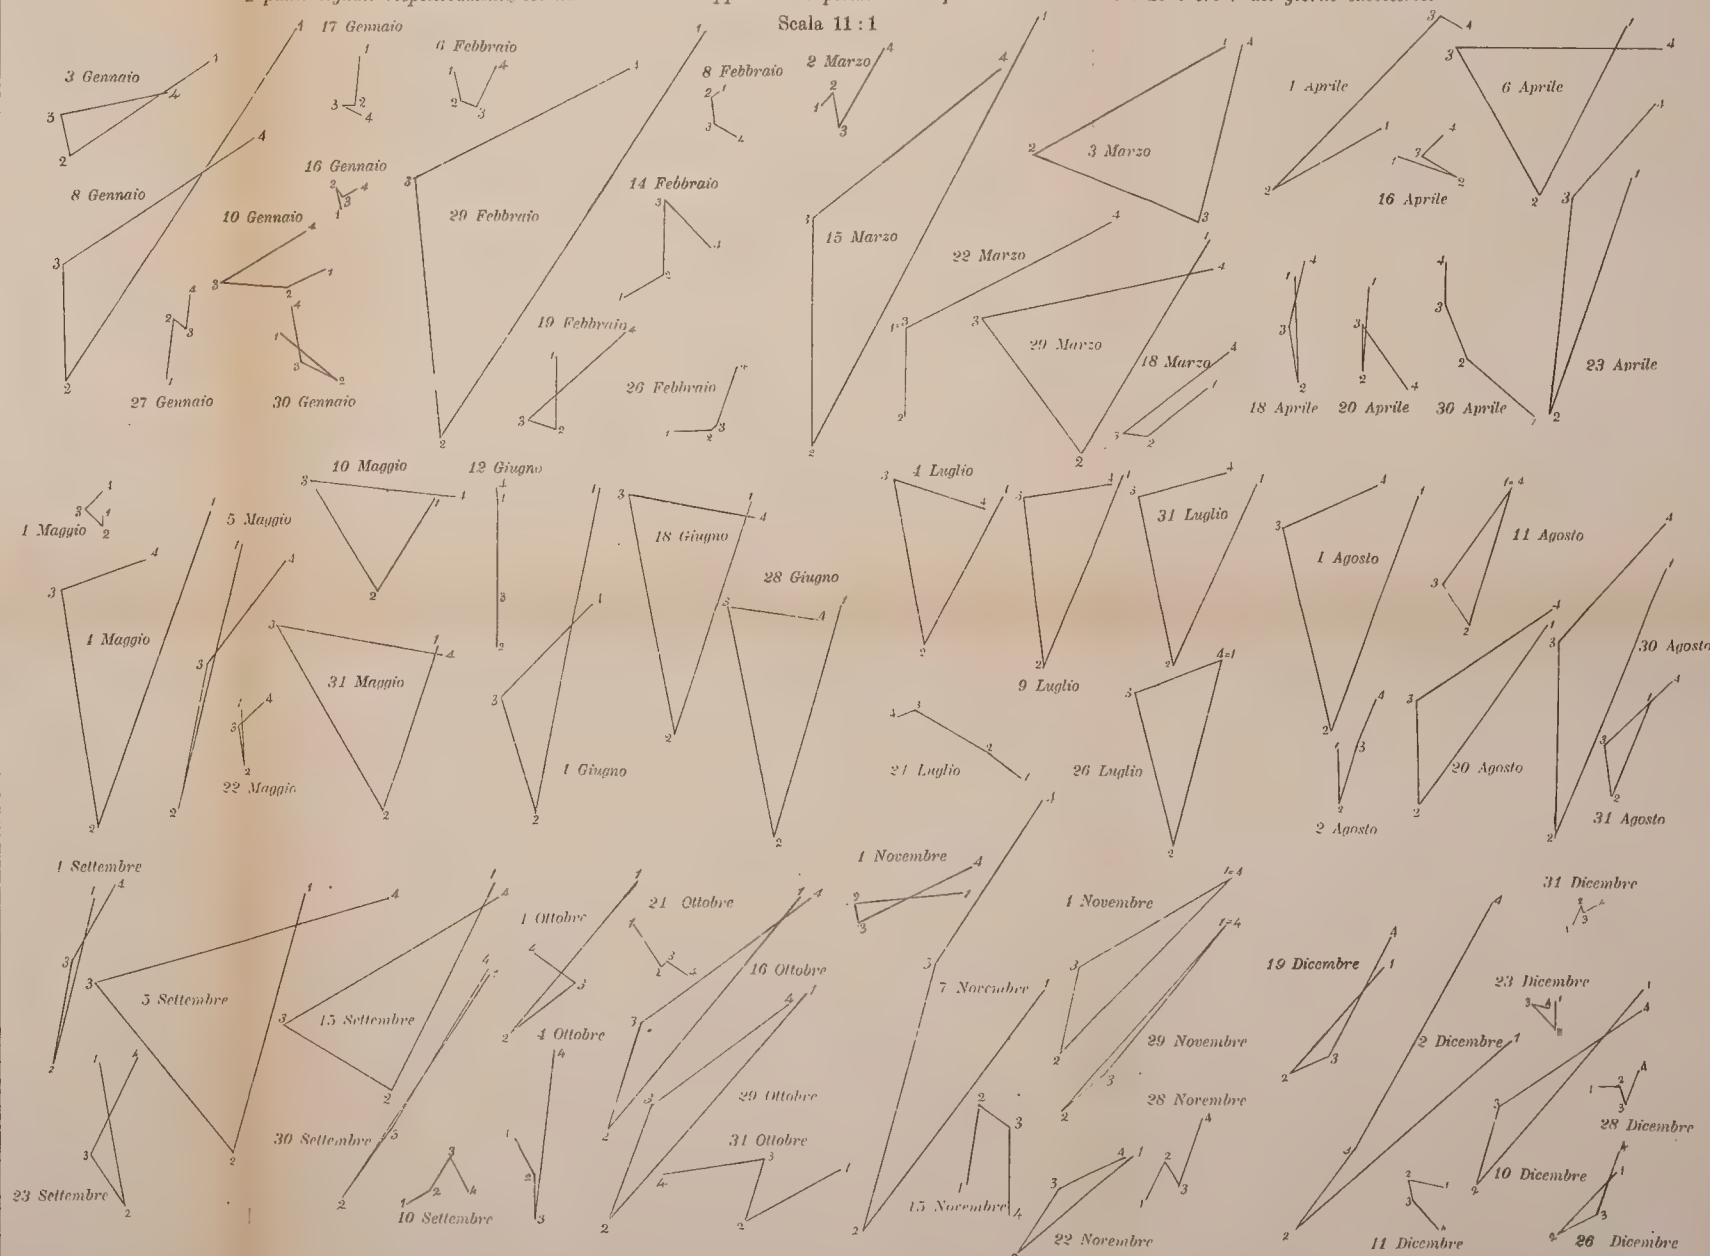 Scala 11 : 1
17 Gennaio
6 Febbraio
3 Gennaio
8 Febbraio
2 Marzo
1 Aprile
6 Aprile
3 Marzo
16 Gennaio
8 Gennaio
14 Febbraio
16 Aprile
10 Gennaio
29 Febbraio
15 Marzo
22 Marzo
19 Febbraio
29 Marzo
18 Marzo
23 Aprile
26 Febbraio
27 Gennaio
30 Gennaio
18 Aprile
20 Aprile
30 Aprile
10 Maggio
12 Giugno
4 Luglio
1 Maggio
5 Maggio
18 Giugno
31 Luglio
11 Agosto
1 Agosto
28 Giugno
4 Maggio
30 Agosto
31 Maggio
9 Luglio
1 Giugno
21 Luglio
26 Luglio
20 Agosto
22 Maggio
2 Agosto
31 Agosto
1 Settembre
1 Novembre
31 Dicembre
1 Ottobre
21 Ottobre
4 Novembre
16 Ottobre
19 Dicembre
23 Dicembre
5 Settembre
15 Settembre
7 Novembre
4 Ottobre
29 Novembre
2 Dicembre
29 Ottobre
28 Novembre
28 Dicembre
30 Settembre
31 Ottobre
10 Dicembre
23 Settembre
10 Settembre
15 Novembre
22 Novembre
11 Dicembre
26 Dicembre